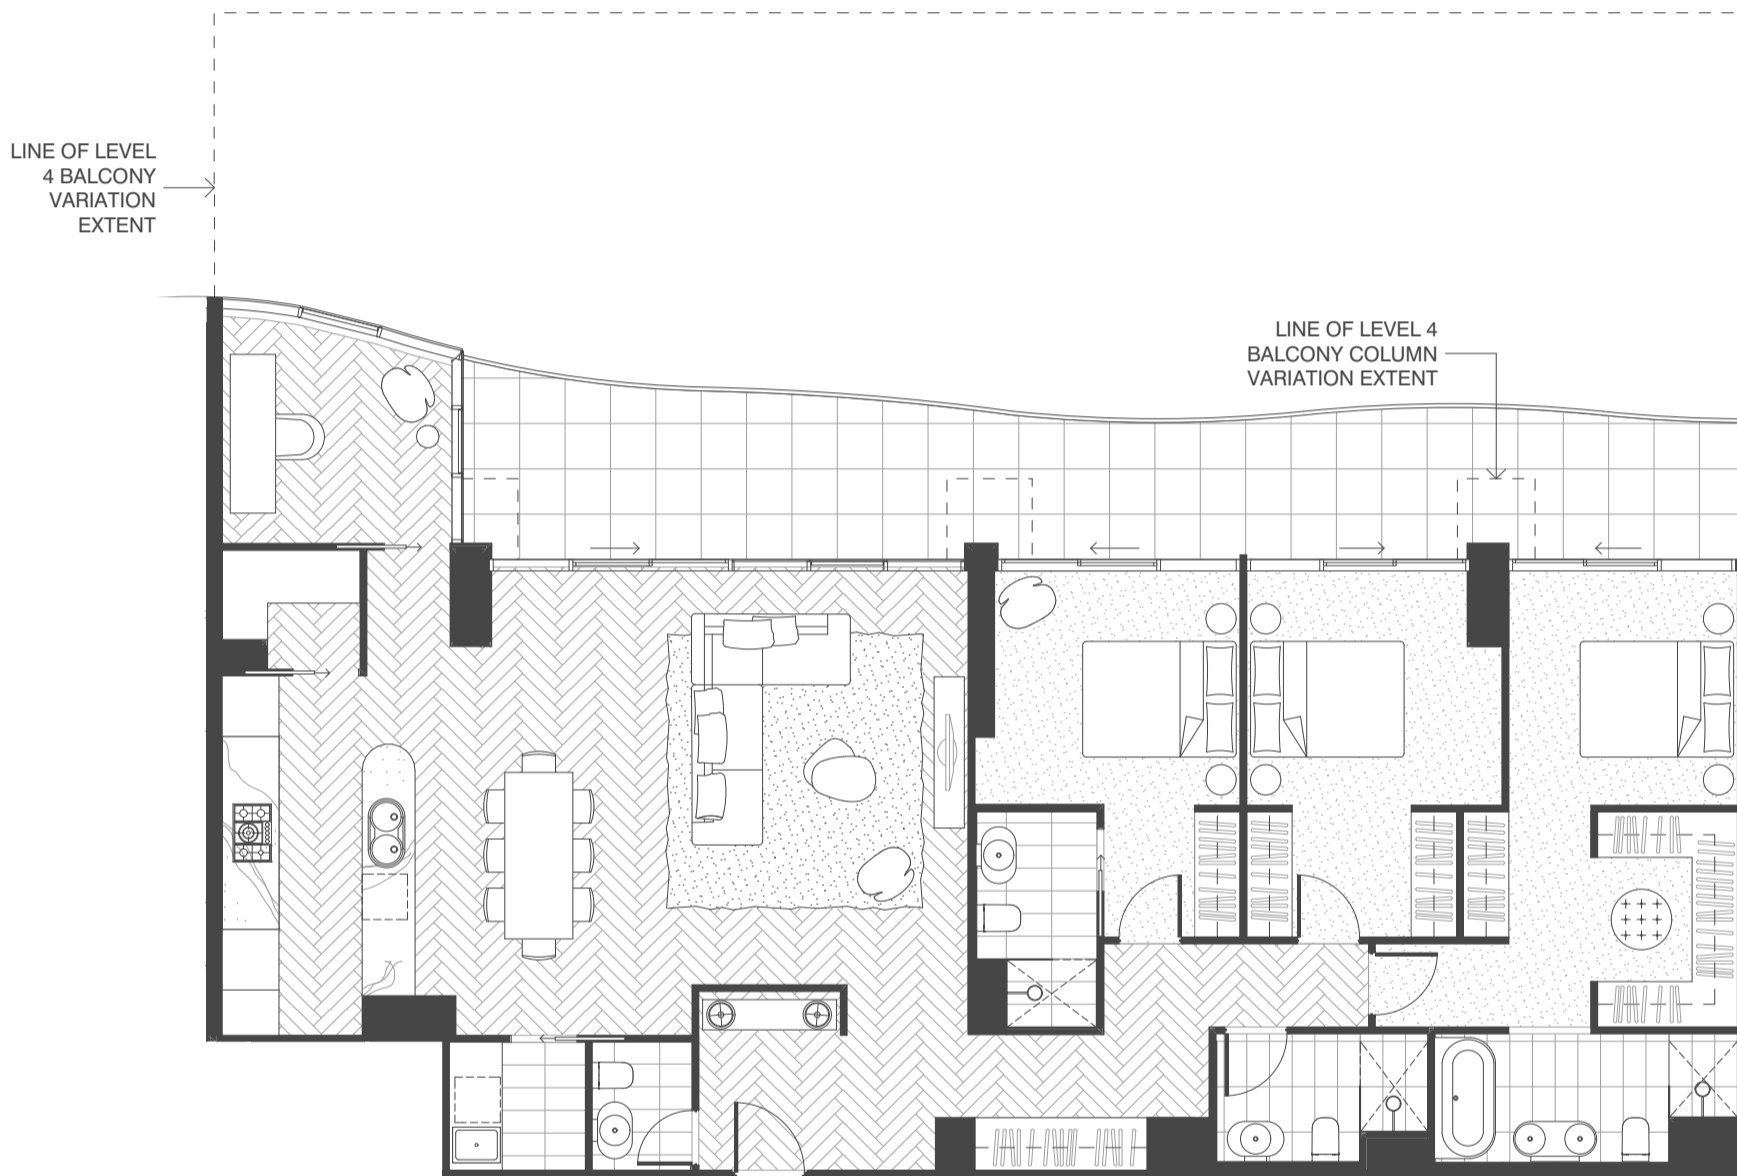 LINE OF LEVEL
4 BALCONY
VARIATION
EXTENT
LINE OF LEVEL 4
BALCONY COLUMN
VARIATION EXTENT